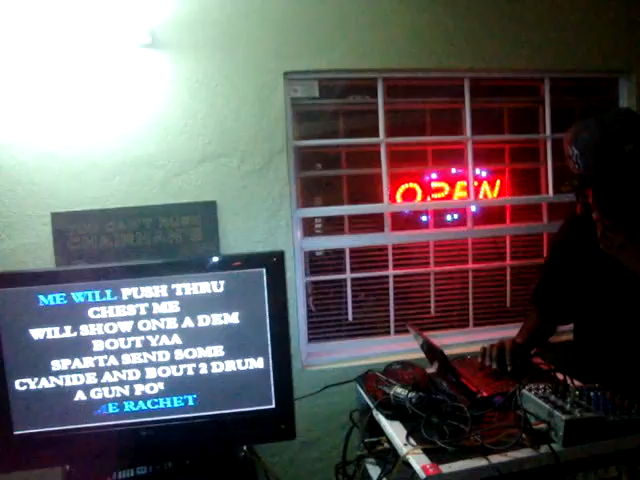 OPEN
ME WILL PUSH THRU
CHEST ME
WILL SHOW ONE A DEM
BOUT YAA
SPARTA SEND SOME
CYANIDE AND BOUT 2 DRUM
A GUN PO
RACHET